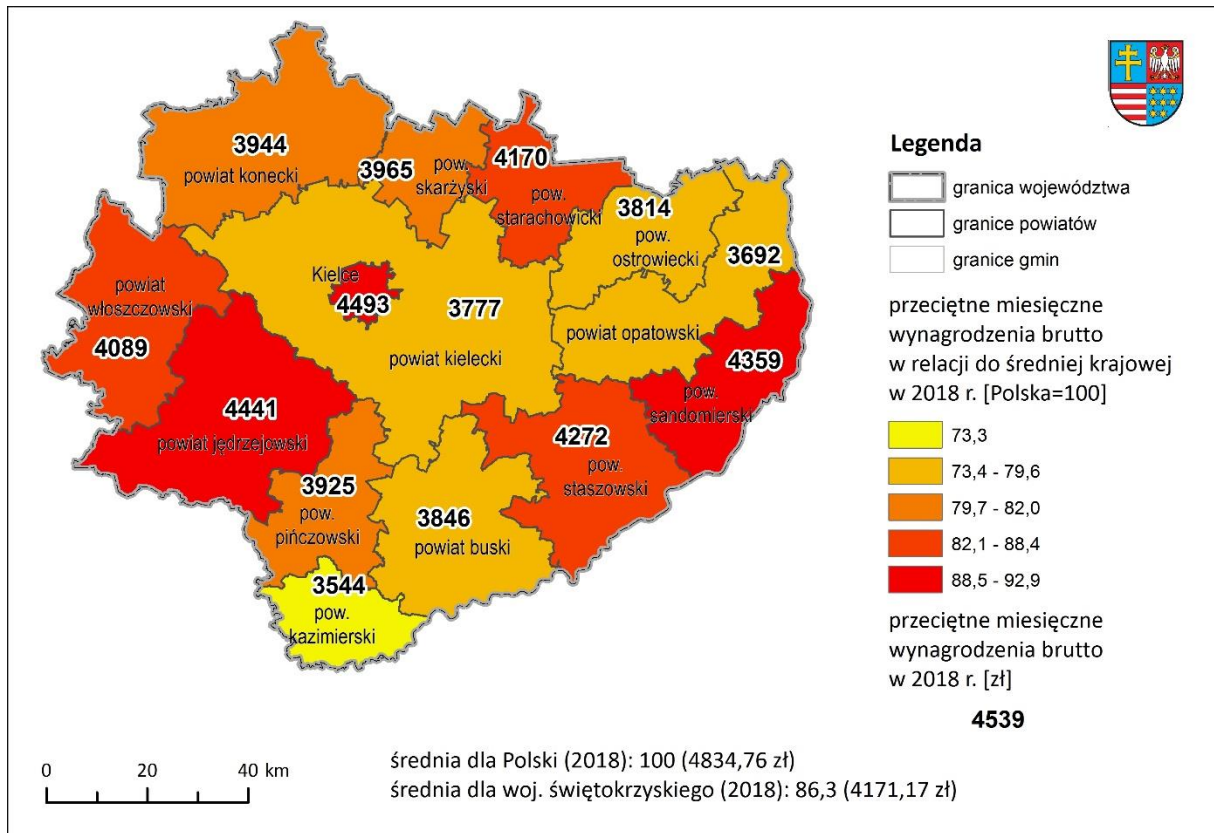 3944
powiat konecki
3965
pow.
skarżyski
4170
pow.
starachowicki
3814
pow.
ostrowiecki
3692
powiat opatowski
powiat
włoszczowski
4089
Kielce
4493
3777
powiat kielecki
4359
pow.
sandomierski
4441
powiat jędrzejowski
4272
pow.
staszowski
3925
pow.
pińczowski
3846
powiat buski
3544
pow.
kazimierski
Legenda
granica województwa
granice powiatów
granice gmin
przeciętne miesięczne
wynagrodzenia brutto
w relacji do średniej krajowej
w 2018 r. [Polska=100]
73,3
73,4 - 79,6
79,7 - 82,0
82,1 - 88,4
88,5 - 92,9
przeciętne miesięczne
wynagrodzenia brutto
w 2018 r. [zł]
4539
0 20 40 km
średnia dla Polski (2018): 100 (4834,76 zł)
średnia dla woj. świętokrzyskiego (2018): 86,3 (4171,17 zł)